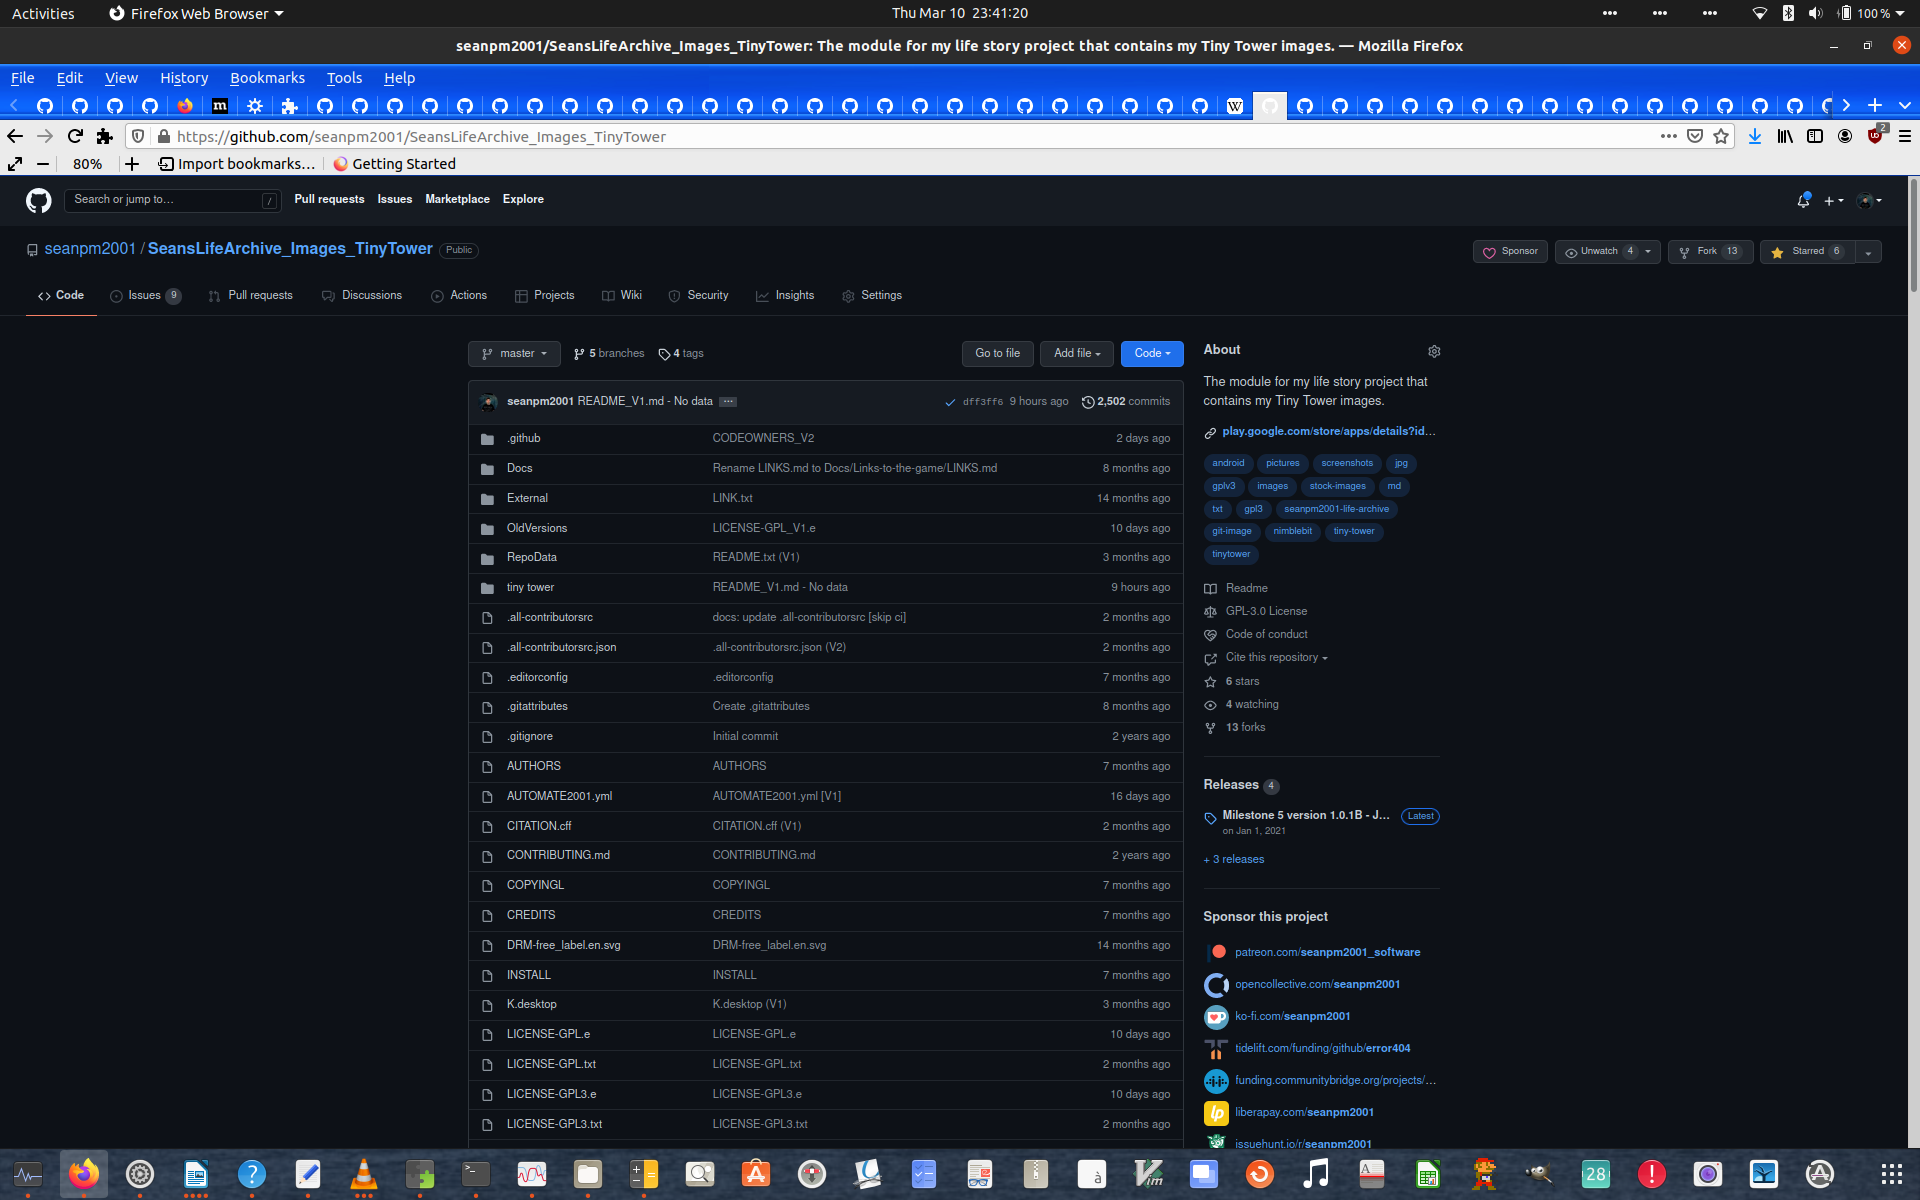 Activities Firefox Web Browser Thu Mar 10 23:41:20 100 %
seanpm2001/SeansLifeArchive_Images_TinyTower: The module for my life story project that contains my Tiny Tower images. — Mozilla Firefox
File Edit View History Bookmarks Tools Help
https://github.com/seanpm2001/SeansLifeArchive_Images_TinyTower 2
80% Import bookmarks… Getting Started
Search or jump to… / Pull requests Issues Marketplace Explore
seanpm2001 / SeansLifeArchive_Images_TinyTower Public Sponsor Unwatch 4 Fork 13 Starred 6
Code Issues 9 Pull requests Discussions Actions Projects Wiki Security Insights Settings
master 5 branches 4 tags Go to file Add file Code
seanpm2001 README_V1.md - No data dff3ff6 9 hours ago 2,502 commits
.github CODEOWNERS_V2 2 days ago
Docs Rename LINKS.md to Docs/Links-to-the-game/LINKS.md 8 months ago
External LINK.txt 14 months ago
OldVersions LICENSE-GPL_V1.e 10 days ago
RepoData README.txt (V1) 3 months ago
tiny tower README_V1.md - No data 9 hours ago
.all-contributorsrc docs: update .all-contributorsrc [skip ci] 2 months ago
.all-contributorsrc.json .all-contributorsrc.json (V2) 2 months ago
.editorconfig .editorconfig 7 months ago
.gitattributes Create .gitattributes 8 months ago
.gitignore Initial commit 2 years ago
AUTHORS AUTHORS 7 months ago
AUTOMATE2001.yml AUTOMATE2001.yml [V1] 16 days ago
CITATION.cff CITATION.cff (V1) 2 months ago
CONTRIBUTING.md CONTRIBUTING.md 2 years ago
COPYINGL COPYINGL 7 months ago
CREDITS CREDITS 7 months ago
DRM-free_label.en.svg DRM-free_label.en.svg 14 months ago
INSTALL INSTALL 7 months ago
K.desktop K.desktop (V1) 3 months ago
LICENSE-GPL.e LICENSE-GPL.e 10 days ago
LICENSE-GPL.txt LICENSE-GPL.txt 2 months ago
LICENSE-GPL3.e LICENSE-GPL3.e 10 days ago
LICENSE-GPL3.txt LICENSE-GPL3.txt 2 months ago
About
The module for my life story project that
contains my Tiny Tower images.
play.google.com/store/apps/details?id…
android pictures screenshots jpg
gplv3 images stock-images md
txt gpl3 seanpm2001-life-archive
git-image nimblebit tiny-tower
tinytower
Readme
GPL-3.0 License
Code of conduct
Cite this repository
6 stars
4 watching
13 forks
Releases 4
Milestone 5 version 1.0.1B - J… Latest
on Jan 1, 2021
+ 3 releases
Sponsor this project
patreon.com/seanpm2001_software
opencollective.com/seanpm2001
ko-fi.com/seanpm2001
tidelift.com/funding/github/error404
funding.communitybridge.org/projects/…
liberapay.com/seanpm2001
issuehunt.io/r/seanpm2001
28